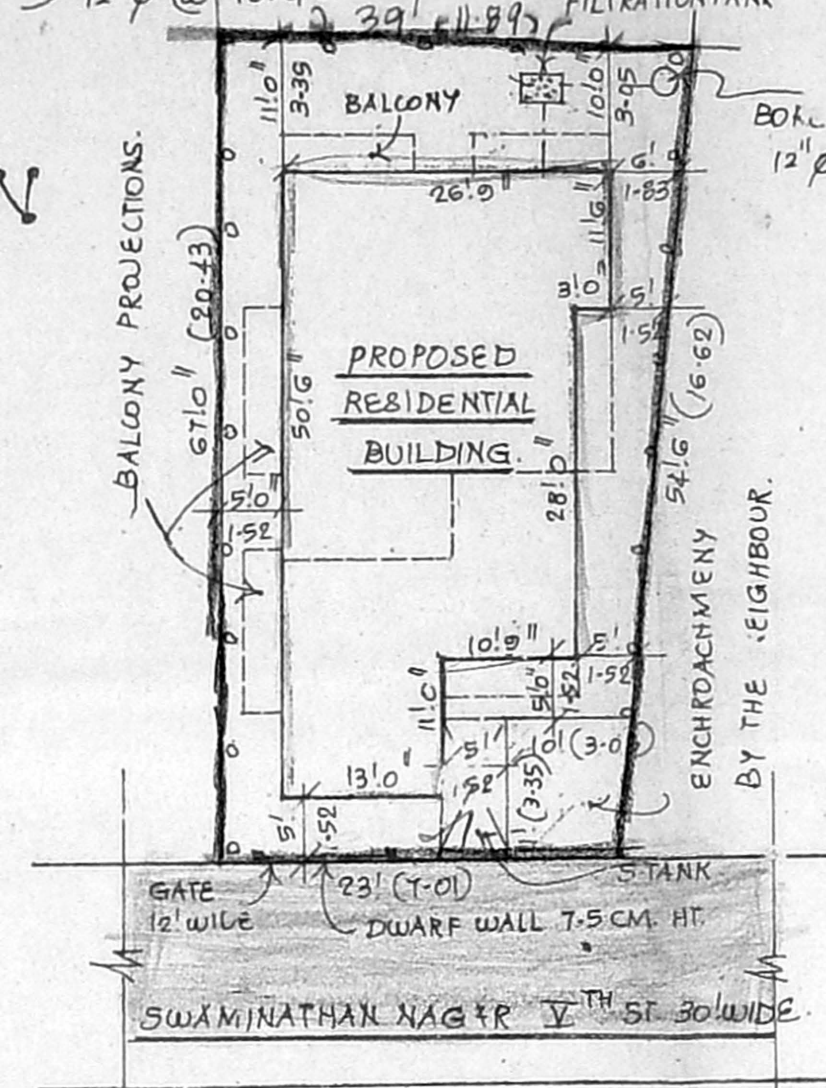 39' (11.89)
FILTRATION TANK
11'0"
3.35
BALCONY
10'0"
3.05
12"φ
26'9"
6'
1.83
11'6"
BALCONY PROJECTIONS.
67'0" (20.43)
3'0"
5'
1.52
50'6"
PROPOSED
RESIDENTIAL
BUILDING.
54'6" (16.62)
28'0"
5'0"
1.52
ENCHROACHMENY
BY THE .EIGHBOUR.
10'9"
5'
1.52
11'0"
5'0"
1.52
5'
10' (3.0
13'0"
1.52
5'
1.52
11' (3.35)
S.TANK
GATE
12' WIDE
23' (7.01)
DWARF WALL 7.5 CM. HT.
SWAMINATHAN NAGAR V TH ST. 30' WIDE.